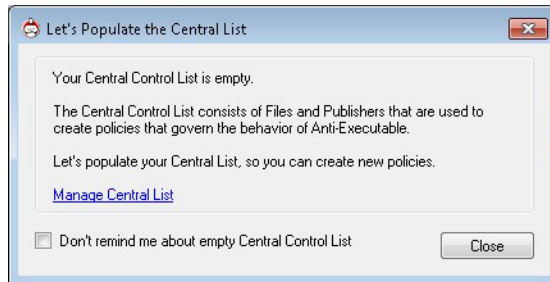 Let's Populate the Central List
Your Central Control List is empty.
The Central Control List consists of Files and Publishers that are used to
create policies that govern the behavior of Anti-Executable.
Let's populate your Central List, so you can create new policies.
Manage Central List
Don't remind me about empty Central Control List
Close